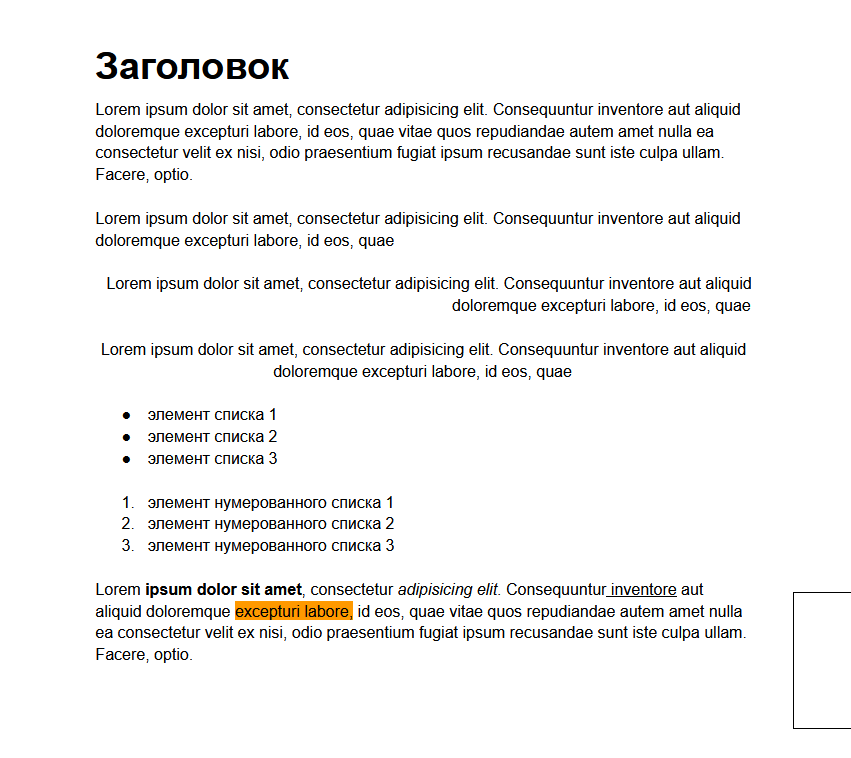 Заголовок
Lorem ipsum dolor sit amet, consectetur adipisicing elit. Consequuntur inventore aut aliquid
doloremque excepturi labore, id eos, quae vitae quos repudiandae autem amet nulla ea
consectetur velit ex nisi, odio praesentium fugiat ipsum recusandae sunt iste culpa ullam.
Facere, optio.
Lorem ipsum dolor sit amet, consectetur adipisicing elit. Consequuntur inventore aut aliquid
doloremque excepturi labore, id eos, quae
Lorem ipsum dolor sit amet, consectetur adipisicing elit. Consequuntur inventore aut aliquid
doloremque excepturi labore, id eos, quae
Lorem ipsum dolor sit amet, consectetur adipisicing elit. Consequuntur inventore aut aliquid
doloremque excepturi labore, id eos, quae
● элемент списка 1
● элемент списка 2
● элемент списка 3
1. элемент нумерованного списка 1
2. элемент нумерованного списка 2
3. элемент нумерованного списка 3
Lorem ipsum dolor sit amet, consectetur adipisicing elit. Consequuntur inventore aut
aliquid doloremque excepturi labore, id eos, quae vitae quos repudiandae autem amet nulla
ea consectetur velit ex nisi, odio praesentium fugiat ipsum recusandae sunt iste culpa ullam.
Facere, optio.